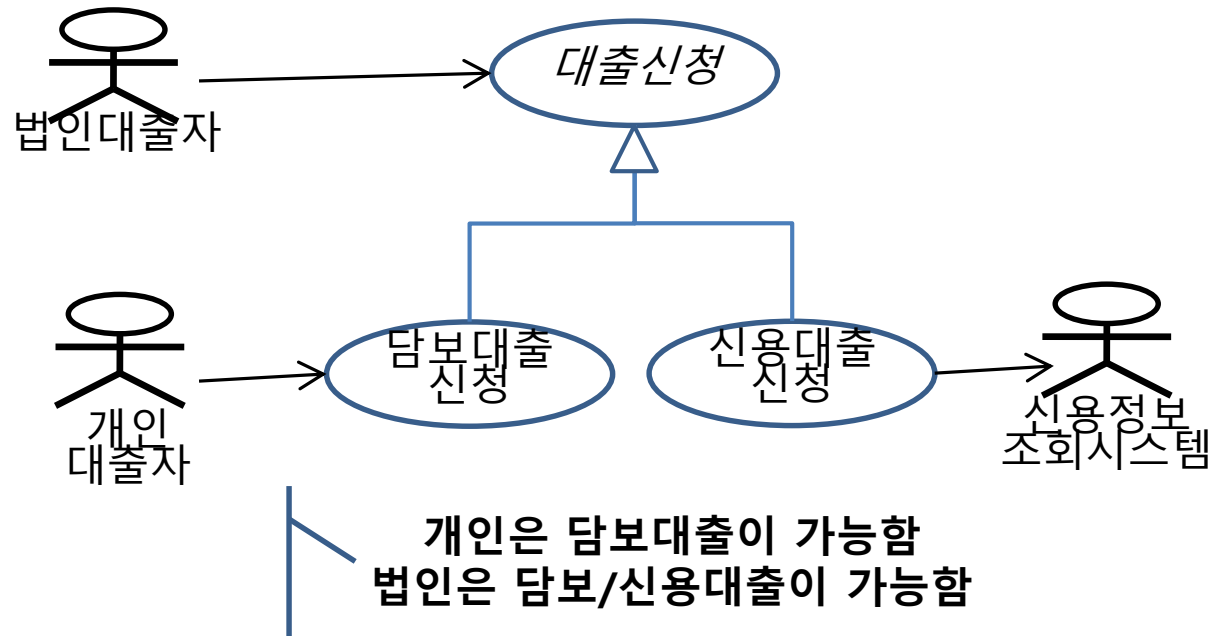 대출신청
법인대출자
담보대출
신청
신용대출
신청
개인
대출자
신용정보
조회시스템
개인은 담보대출이 가능함
법인은 담보/신용대출이 가능함